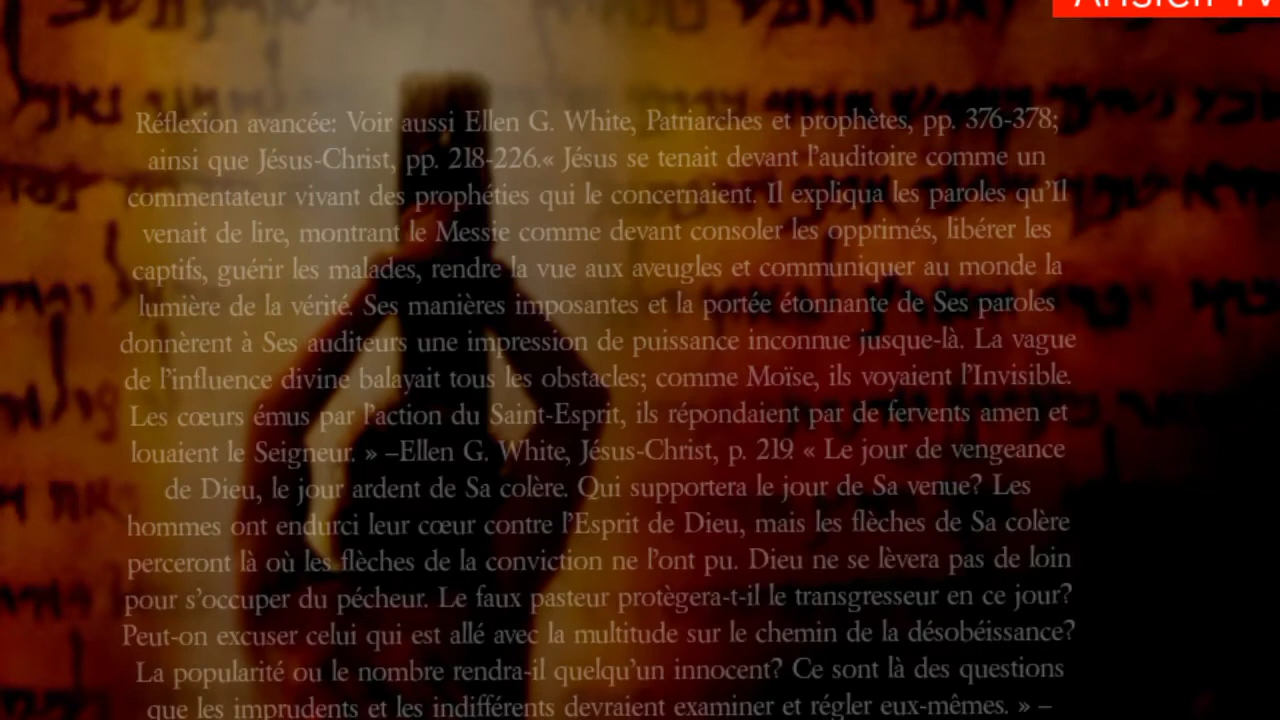 Réflexion avancée: Voir aussi Ellen G. White, Patriarches et prophètes, pp. 376-378;
ainsi que Jésus-Christ, pp. 218-226.« Jésus se tenait devant l'auditoire comme un
commentateur vivant des prophéties qui le concernaient. Il expliqua les paroles qu'Il
venait de lire, montrant le Messie comme devant consoler les opprimés, libérer les
captifs, guérir les malades, rendre la vue aux aveugles et communiquer au monde la
lumière de la vérité. Ses manières imposantes et la portée étonnante de Ses paroles
donnèrent à Ses auditeurs une impression de puissance inconnue jusque-là. La vague
de l'influence divine balayait tous les obstacles; comme Moïse, ils voyaient l'Invisible.
Les cœurs émus par l'action du Saint-Esprit, ils répondaient par de fervents amen et
louaient le Seigneur. » –Ellen G. White, Jésus-Christ, p. 219. « Le jour de vengeance
de Dieu, le jour ardent de Sa colère. Qui supportera le jour de Sa venue? Les
hommes ont endurci leur cœur contre l'Esprit de Dieu, mais les flèches de Sa colère
perceront là où les flèches de la conviction ne l'ont pu. Dieu ne se lèvera pas de loin
pour s'occuper du pécheur. Le faux pasteur protègera-t-il le transgresseur en ce jour?
Peut-on excuser celui qui est allé avec la multitude sur le chemin de la désobéissance?
La popularité ou le nombre rendra-il quelqu'un innocent? Ce sont là des questions
que les imprudents et les indifférents devraient examiner et régler eux-mêmes. » –